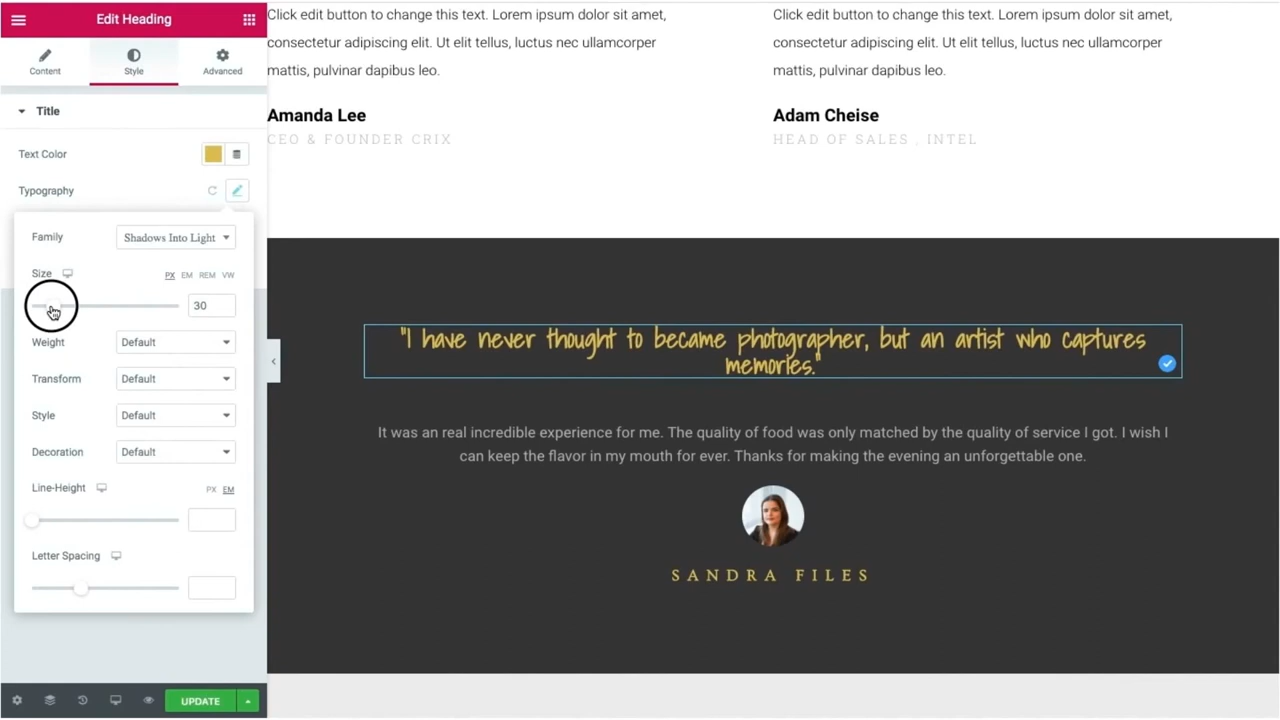 Edit Heading
Content
Style
Advanced
Title
Text Color
Typography
Family
Shadows Into Light
Size
PX EM REM VW
30
Weight
Default
Transform
Default
Style
Default
Decoration
Default
Line-Height
PX EM
Letter Spacing
UPDATE
Click edit button to change this text. Lorem ipsum dolor sit amet,
consectetur adipiscing elit. Ut elit tellus, luctus nec ullamcorper
mattis, pulvinar dapibus leo.
Amanda Lee
CEO & FOUNDER CRIX
Click edit button to change this text. Lorem ipsum dolor sit amet,
consectetur adipiscing elit. Ut elit tellus, luctus nec ullamcorper
mattis, pulvinar dapibus leo.
Adam Cheise
HEAD OF SALES , INTEL
"I have never thought to became photographer, but an artist who captures
memories."
It was an real incredible experience for me. The quality of food was only matched by the quality of service I got. I wish I
can keep the flavor in my mouth for ever. Thanks for making the evening an unforgettable one.
SANDRA FILES